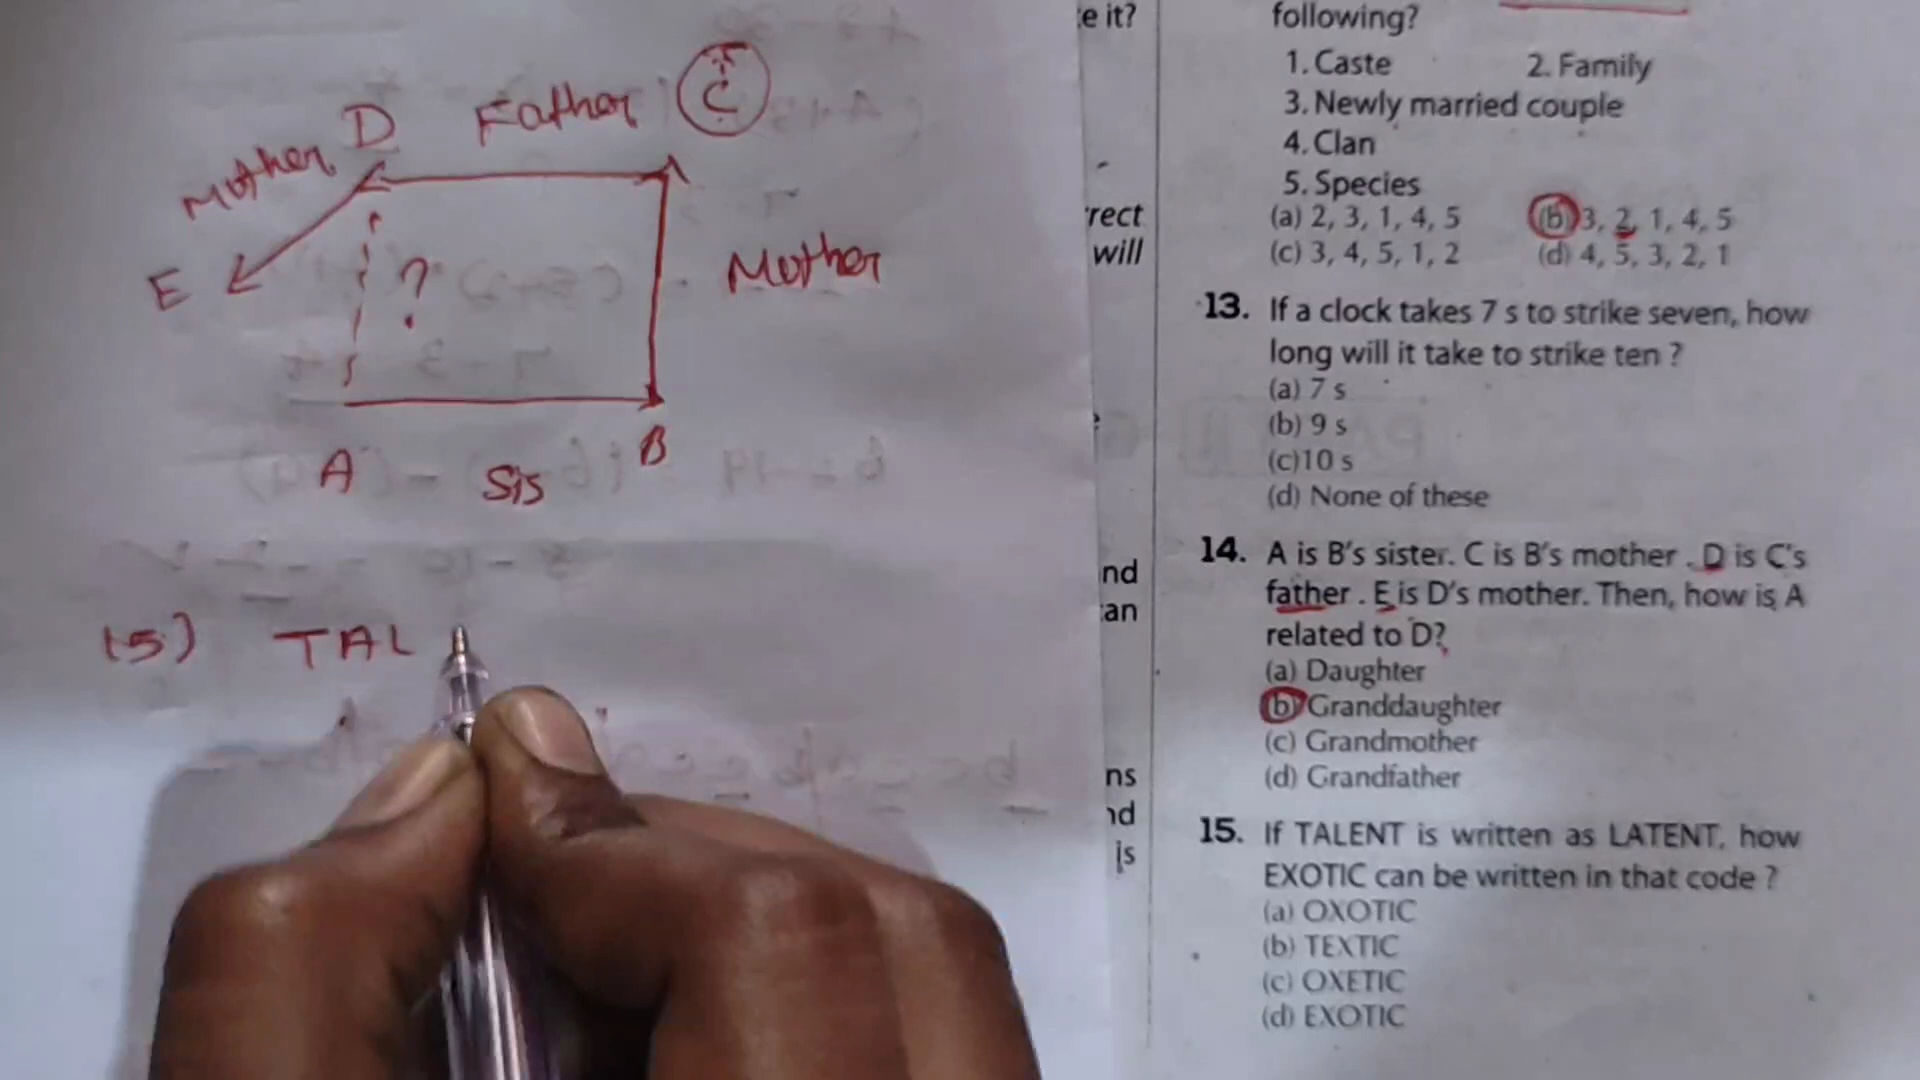 D Father C
Mother
E ? Mother
A Sis B
15) TAL
e it?
rect
will
nd
an
ns
nd
is
following?
1. Caste 2. Family
3. Newly married couple
4. Clan
5. Species
(a) 2, 3, 1, 4, 5 (b) 3, 2, 1, 4, 5
(c) 3, 4, 5, 1, 2 (d) 4, 5, 3, 2, 1
13. If a clock takes 7 s to strike seven, how
long will it take to strike ten ?
(a) 7 s
(b) 9 s
(c)10 s
(d) None of these
14. A is B's sister. C is B's mother . D is C's
father . E is D's mother. Then, how is A
related to D?
(a) Daughter
(b) Granddaughter
(c) Grandmother
(d) Grandfather
15. If TALENT is written as LATENT, how
EXOTIC can be written in that code ?
(a) OXOTIC
(b) TEXTIC
(c) OXETIC
(d) EXOTIC